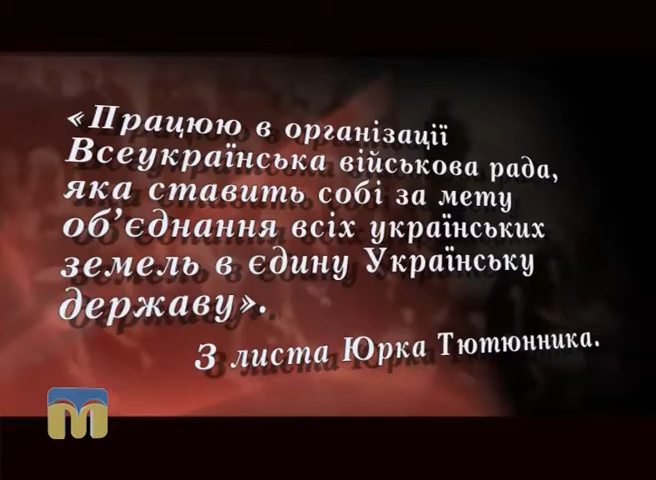 «Працюю в організації
Всеукраїнська військова рада,
яка ставить собі за мету
об’єднання всіх українських
земель в єдину Українську
державу».
З листа Юрка Тютюнника.